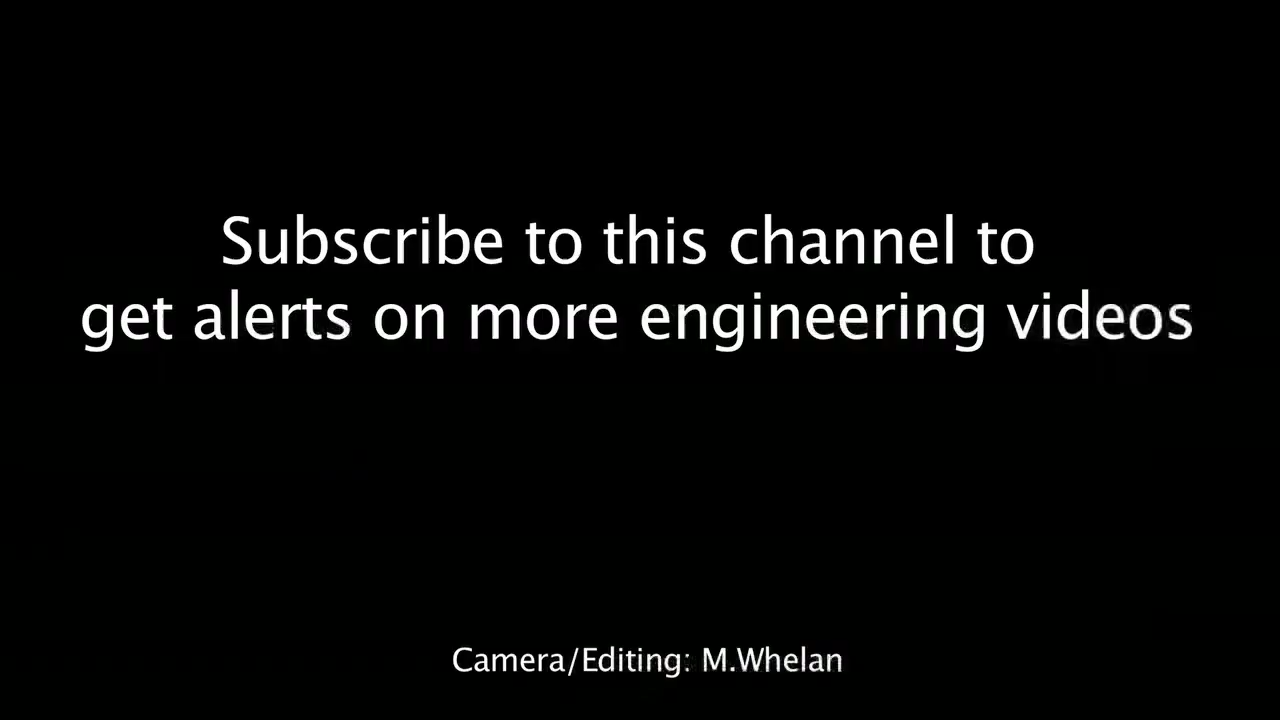 Subscribe to this channel to
get alerts on more engineering videos
Camera/Editing: M.Whelan